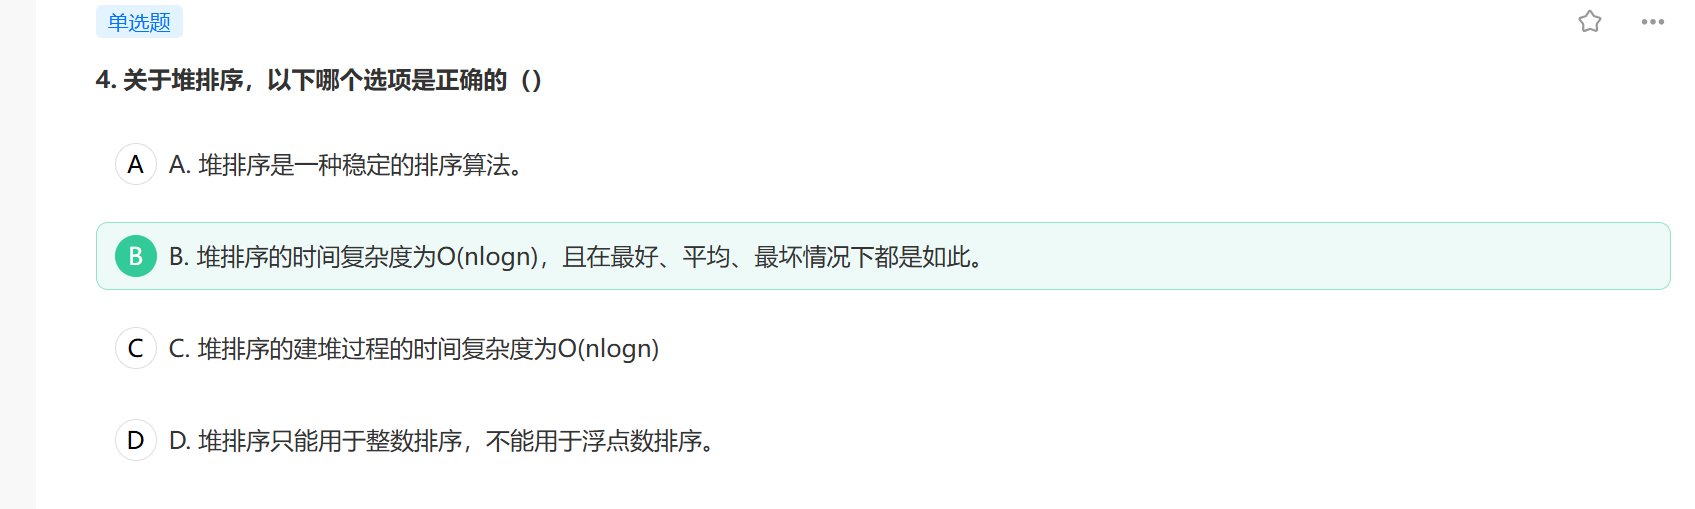 单选题
4. 关于堆排序，以下哪个选项是正确的（）
A A. 堆排序是一种稳定的排序算法。
B B. 堆排序的时间复杂度为O(nlogn)，且在最好、平均、最坏情况下都是如此。
C C. 堆排序的建堆过程的时间复杂度为O(nlogn)
D D. 堆排序只能用于整数排序，不能用于浮点数排序。